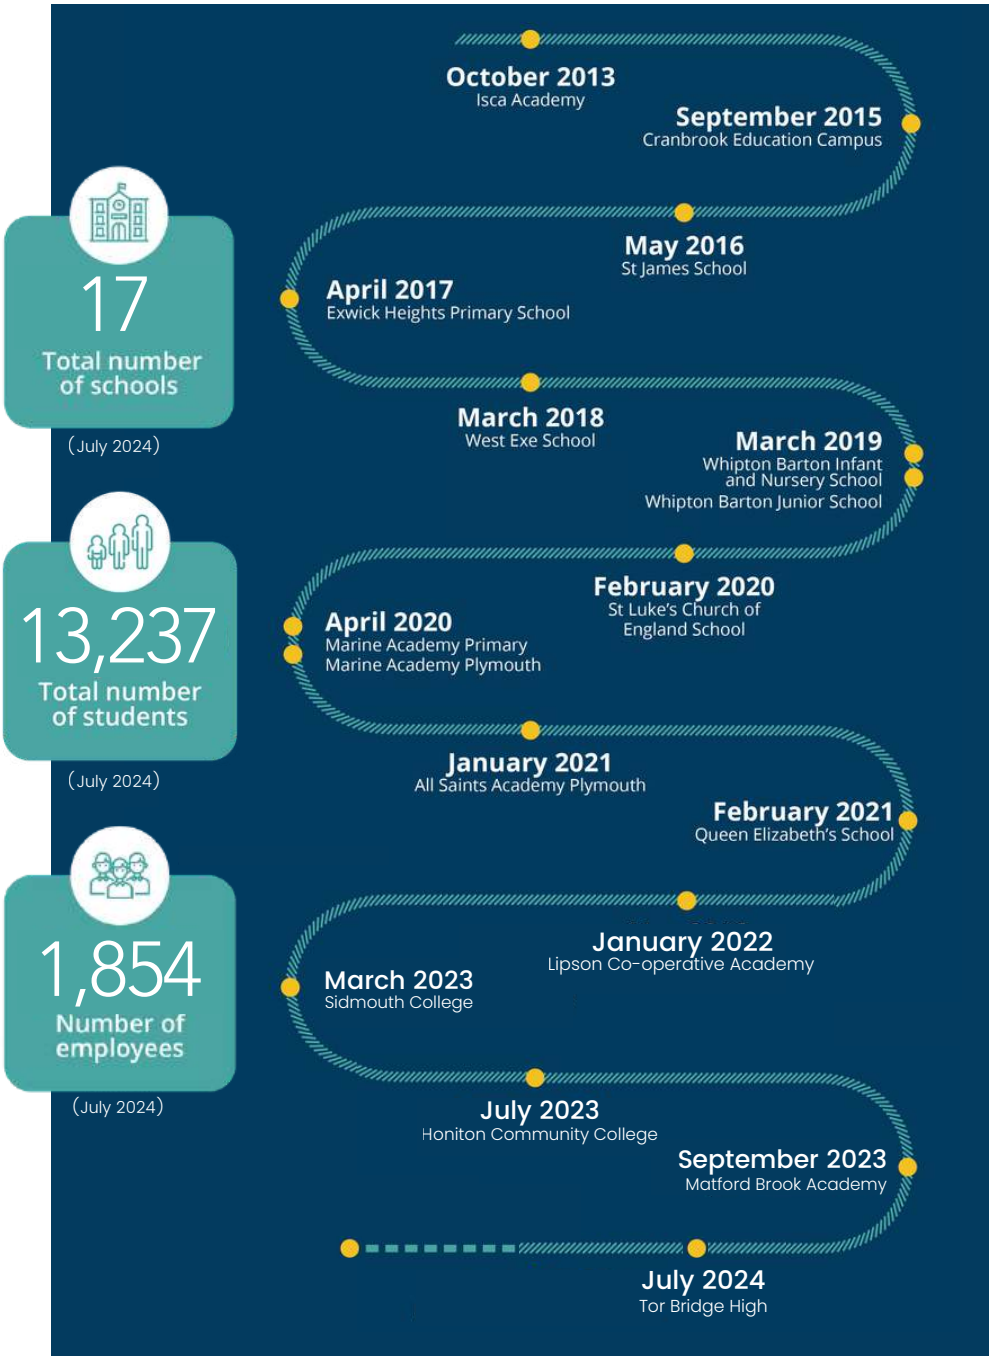 October 2013
Isca Academy
September 2015
Cranbrook Education Campus
May 2016
St James School
April 2017
Exwick Heights Primary School
March 2018
West Exe School
March 2019
Whipton Barton Infant
and Nursery School
Whipton Barton Junior School
February 2020
St Luke's Church of
England School
April 2020
Marine Academy Primary
Marine Academy Plymouth
January 2021
All Saints Academy Plymouth
February 2021
Queen Elizabeth's School
January 2022
Lipson Co-operative Academy
March 2023
Sidmouth College
July 2023
Honiton Community College
September 2023
Matford Brook Academy
July 2024
Tor Bridge High
17
Total number
of schools
(July 2024)
13,237
Total number
of students
(July 2024)
1,854
Number of
employees
(July 2024)